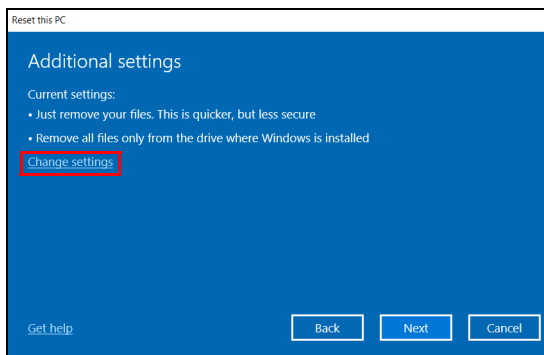 Reset this PC
Additional settings
Current settings:
• Just remove your files. This is quicker, but less secure
• Remove all files only from the drive where Windows is installed
Change settings
Get help
Back
Next
Cancel